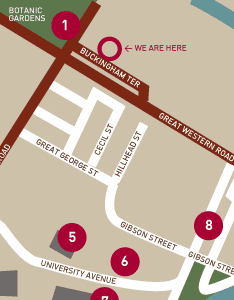 BOTANIC
GARDENS
1
WE ARE HERE
BUCKINGHAM TER
GREAT WESTERN ROAD
CECIL ST
HILLHEAD ST
GREAT GEORGE ST
ROAD
GIBSON STREET
8
5
6
GIBSON STRE
UNIVERSITY AVENUE
7